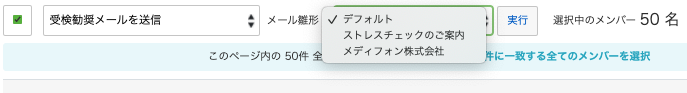 受検勧奨メールを送信 メール雛形 ✓ デフォルト 実行 選択中のメンバー 50 名
ストレスチェックのご案内
メディフォン株式会社
このページ内の 50件 全 件に一致する全てのメンバーを選択